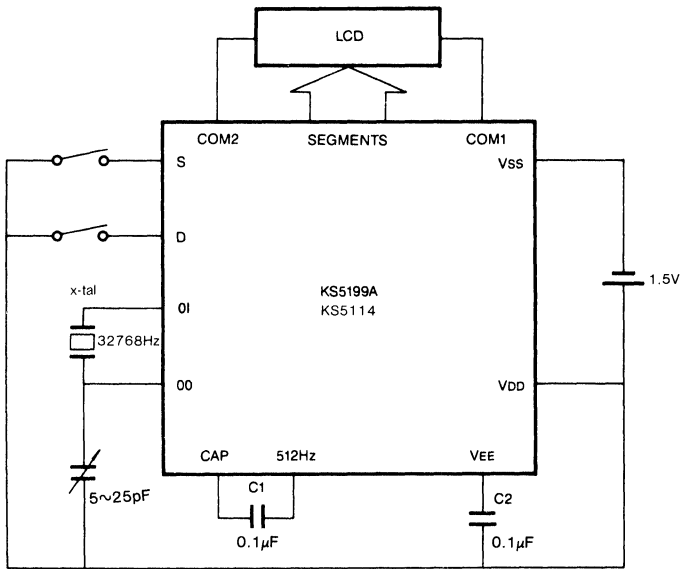 LCD
COM2
SEGMENTS
COM1
S
VSS
D
x-tal
OI
KS5199A
KS5114
1.5V
32768Hz
OO
VDD
CAP
512Hz
VEE
5~25pF
C1
C2
0.1μF
0.1μF